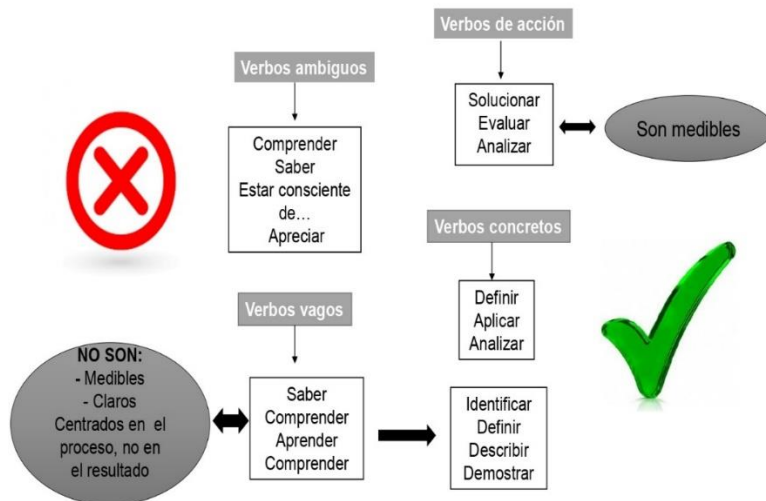 Verbos ambiguos
Comprender
Saber
Estar consciente
de…
Apreciar
Verbos vagos
NO SON:
- Medibles
- Claros
Centrados en el
proceso, no en
el resultado
Saber
Comprender
Aprender
Comprender
Verbos de acción
Solucionar
Evaluar
Analizar
Son medibles
Verbos concretos
Definir
Aplicar
Analizar
Identificar
Definir
Describir
Demostrar